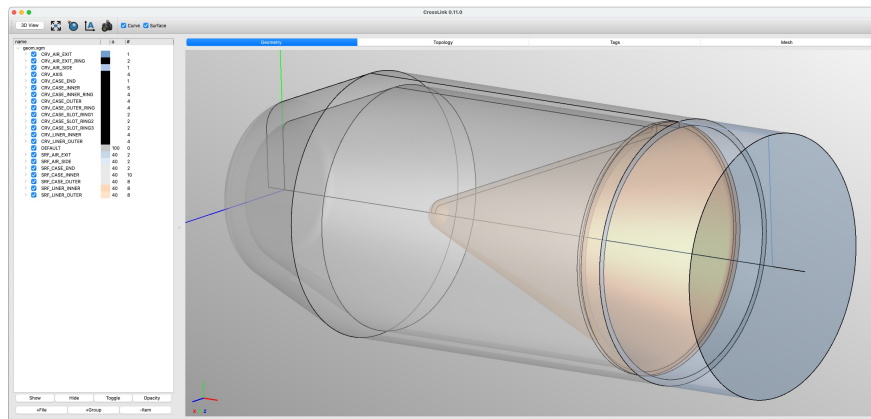 CrossLink 0.11.0
3D View
Curve Surface
name # 
geom.xgm
CRV_AIR_EXIT 1
CRV_AIR_EXIT_RING 2
CRV_AIR_SIDE 1
CRV_AXIS 4
CRV_CASE_END 1
CRV_CASE_INNER 5
CRV_CASE_INNER_RING 4
CRV_CASE_OUTER 4
CRV_CASE_OUTER_RING 4
CRV_CASE_SLOT_RING1 2
CRV_CASE_SLOT_RING2 2
CRV_CASE_SLOT_RING3 2
CRV_LINER_INNER 4
CRV_LINER_OUTER 4
DEFAULT 100 0
SRF_AIR_EXIT 40 2
SRF_AIR_SIDE 40 2
SRF_CASE_END 40 2
SRF_CASE_INNER 40 10
SRF_CASE_OUTER 40 8
SRF_LINER_INNER 40 8
SRF_LINER_OUTER 40 8
Geometry Topology Tags Mesh
Show Hide Toggle Opacity
+File +Group -Item